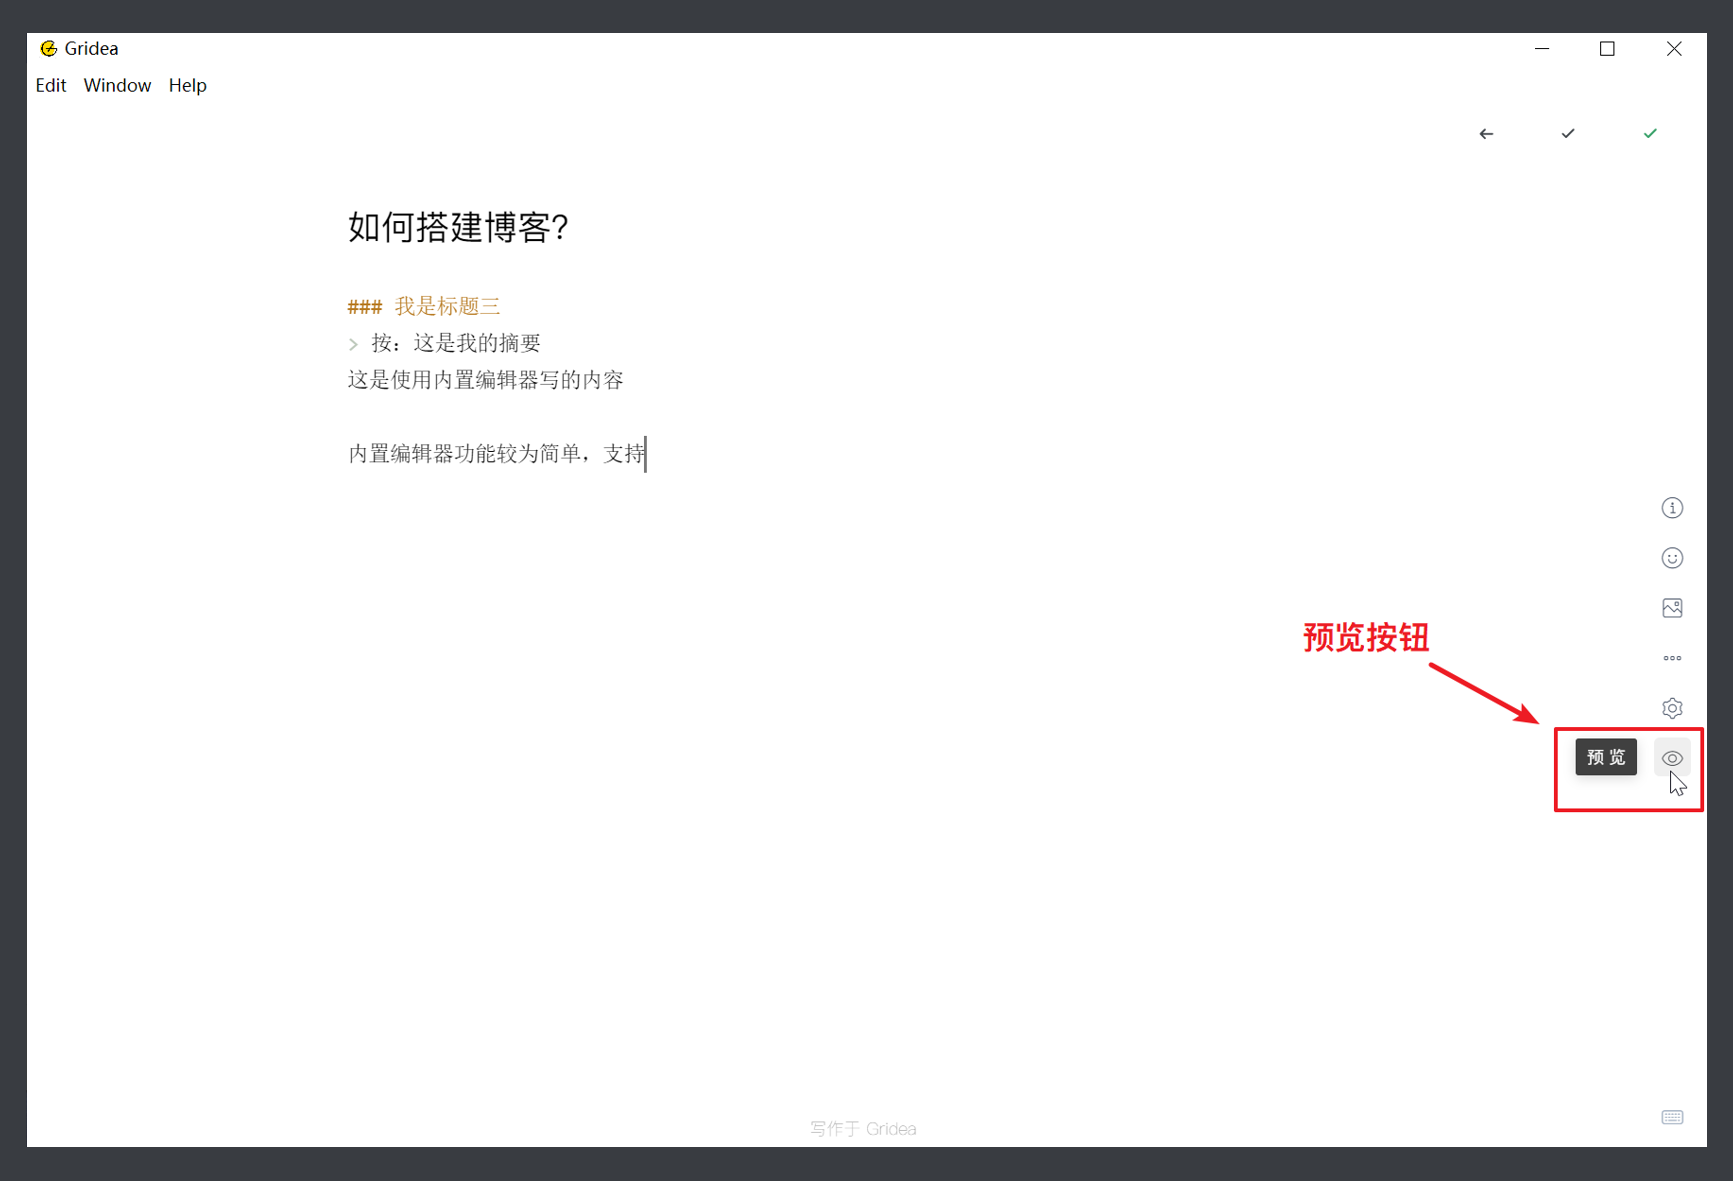 Gridea
Edit Window Help
如何搭建博客?
### 我是标题三
> 按：这是我的摘要
这是使用内置编辑器写的内容
内置编辑器功能较为简单，支持
预览按钮
预 览
写作于 Gridea